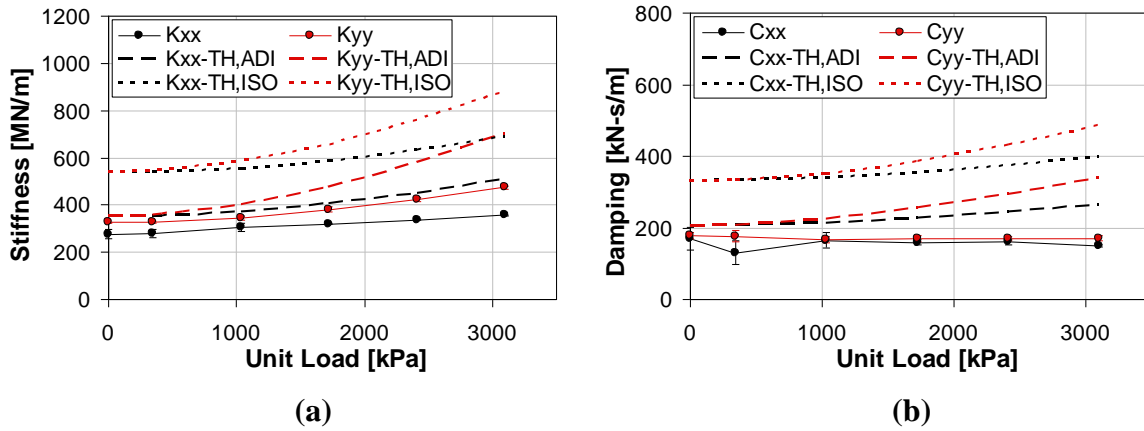 1200
1000
800
600
400
200
0
Stiffness [MN/m]
Kxx Kyy
Kxx-TH,ADI Kyy-TH,ADI
Kxx-TH,ISO Kyy-TH,ISO
0 1000 2000 3000
Unit Load [kPa]
(a)
800
600
400
200
0
Damping [kN-s/m]
Cxx Cyy
Cxx-TH,ADI Cyy-TH,ADI
Cxx-TH,ISO Cyy-TH,ISO
0 1000 2000 3000
Unit Load [kPa]
(b)